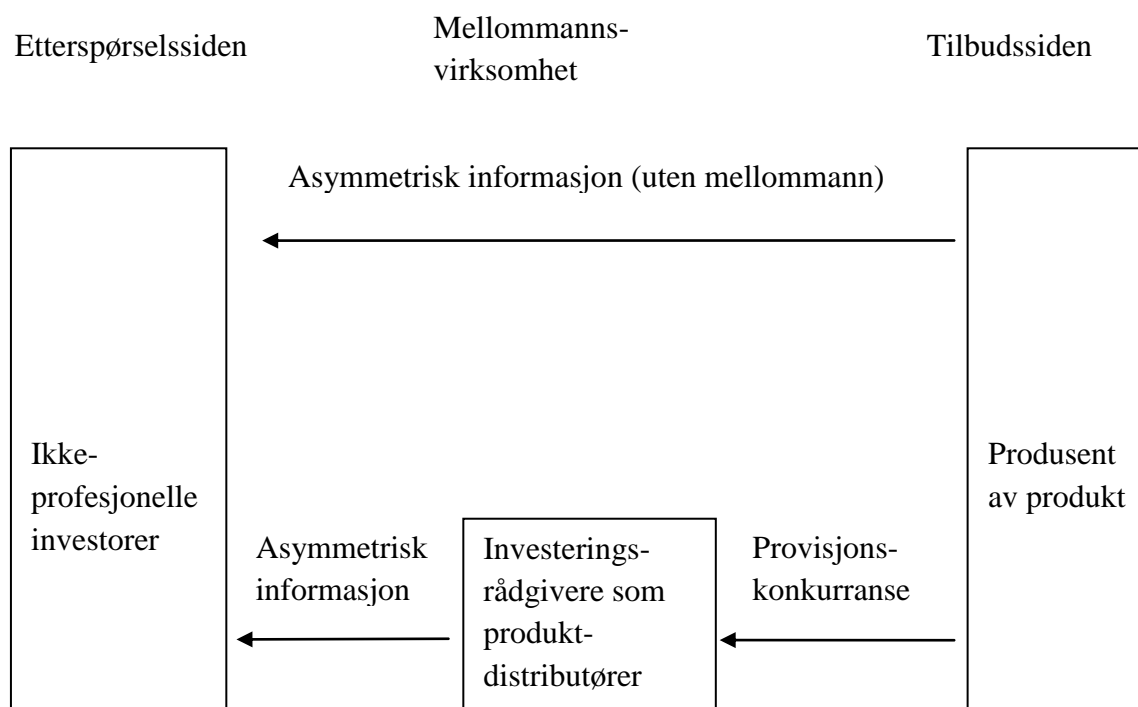 Etterspørselssiden
Mellommanns-
virksomhet
Tilbudssiden
Asymmetrisk informasjon (uten mellommann)
Ikke-
profesjonelle
investorer
Asymmetrisk
informasjon
Investerings-
rådgivere som
produkt-
distributører
Provisjons-
konkurranse
Produsent
av produkt